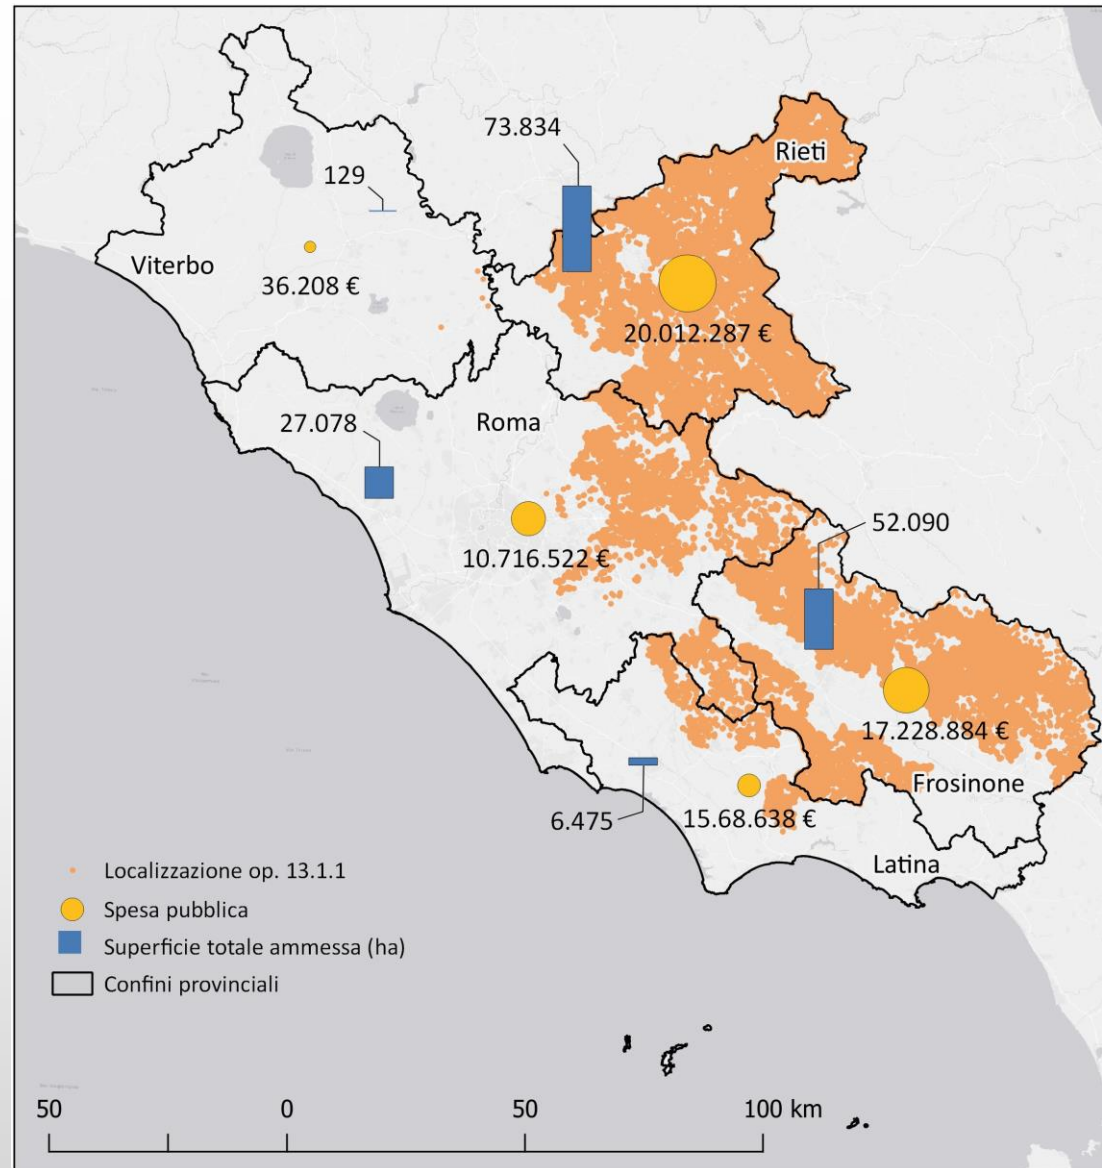 73.834
Rieti
129
Viterbo
36.208 €
20.012.287 €
27.078
Roma
52.090
10.716.522 €
17.228.884 €
Frosinone
6.475
15.68.638 €
Latina
Localizzazione op. 13.1.1
Spesa pubblica
Superficie totale ammessa (ha)
Confini provinciali
50 0 50 100 km